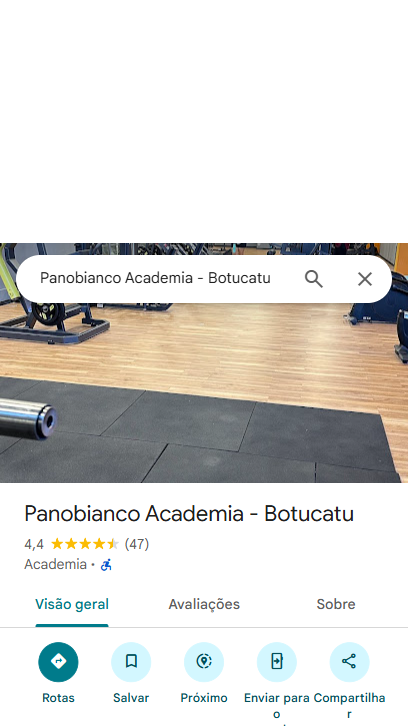 Panobianco Academia - Botucatu
Panobianco Academia - Botucatu
4,4 (47)
Academia ·
Visão geral Avaliações Sobre
Rotas Salvar Próximo Enviar para Compartilha
o r